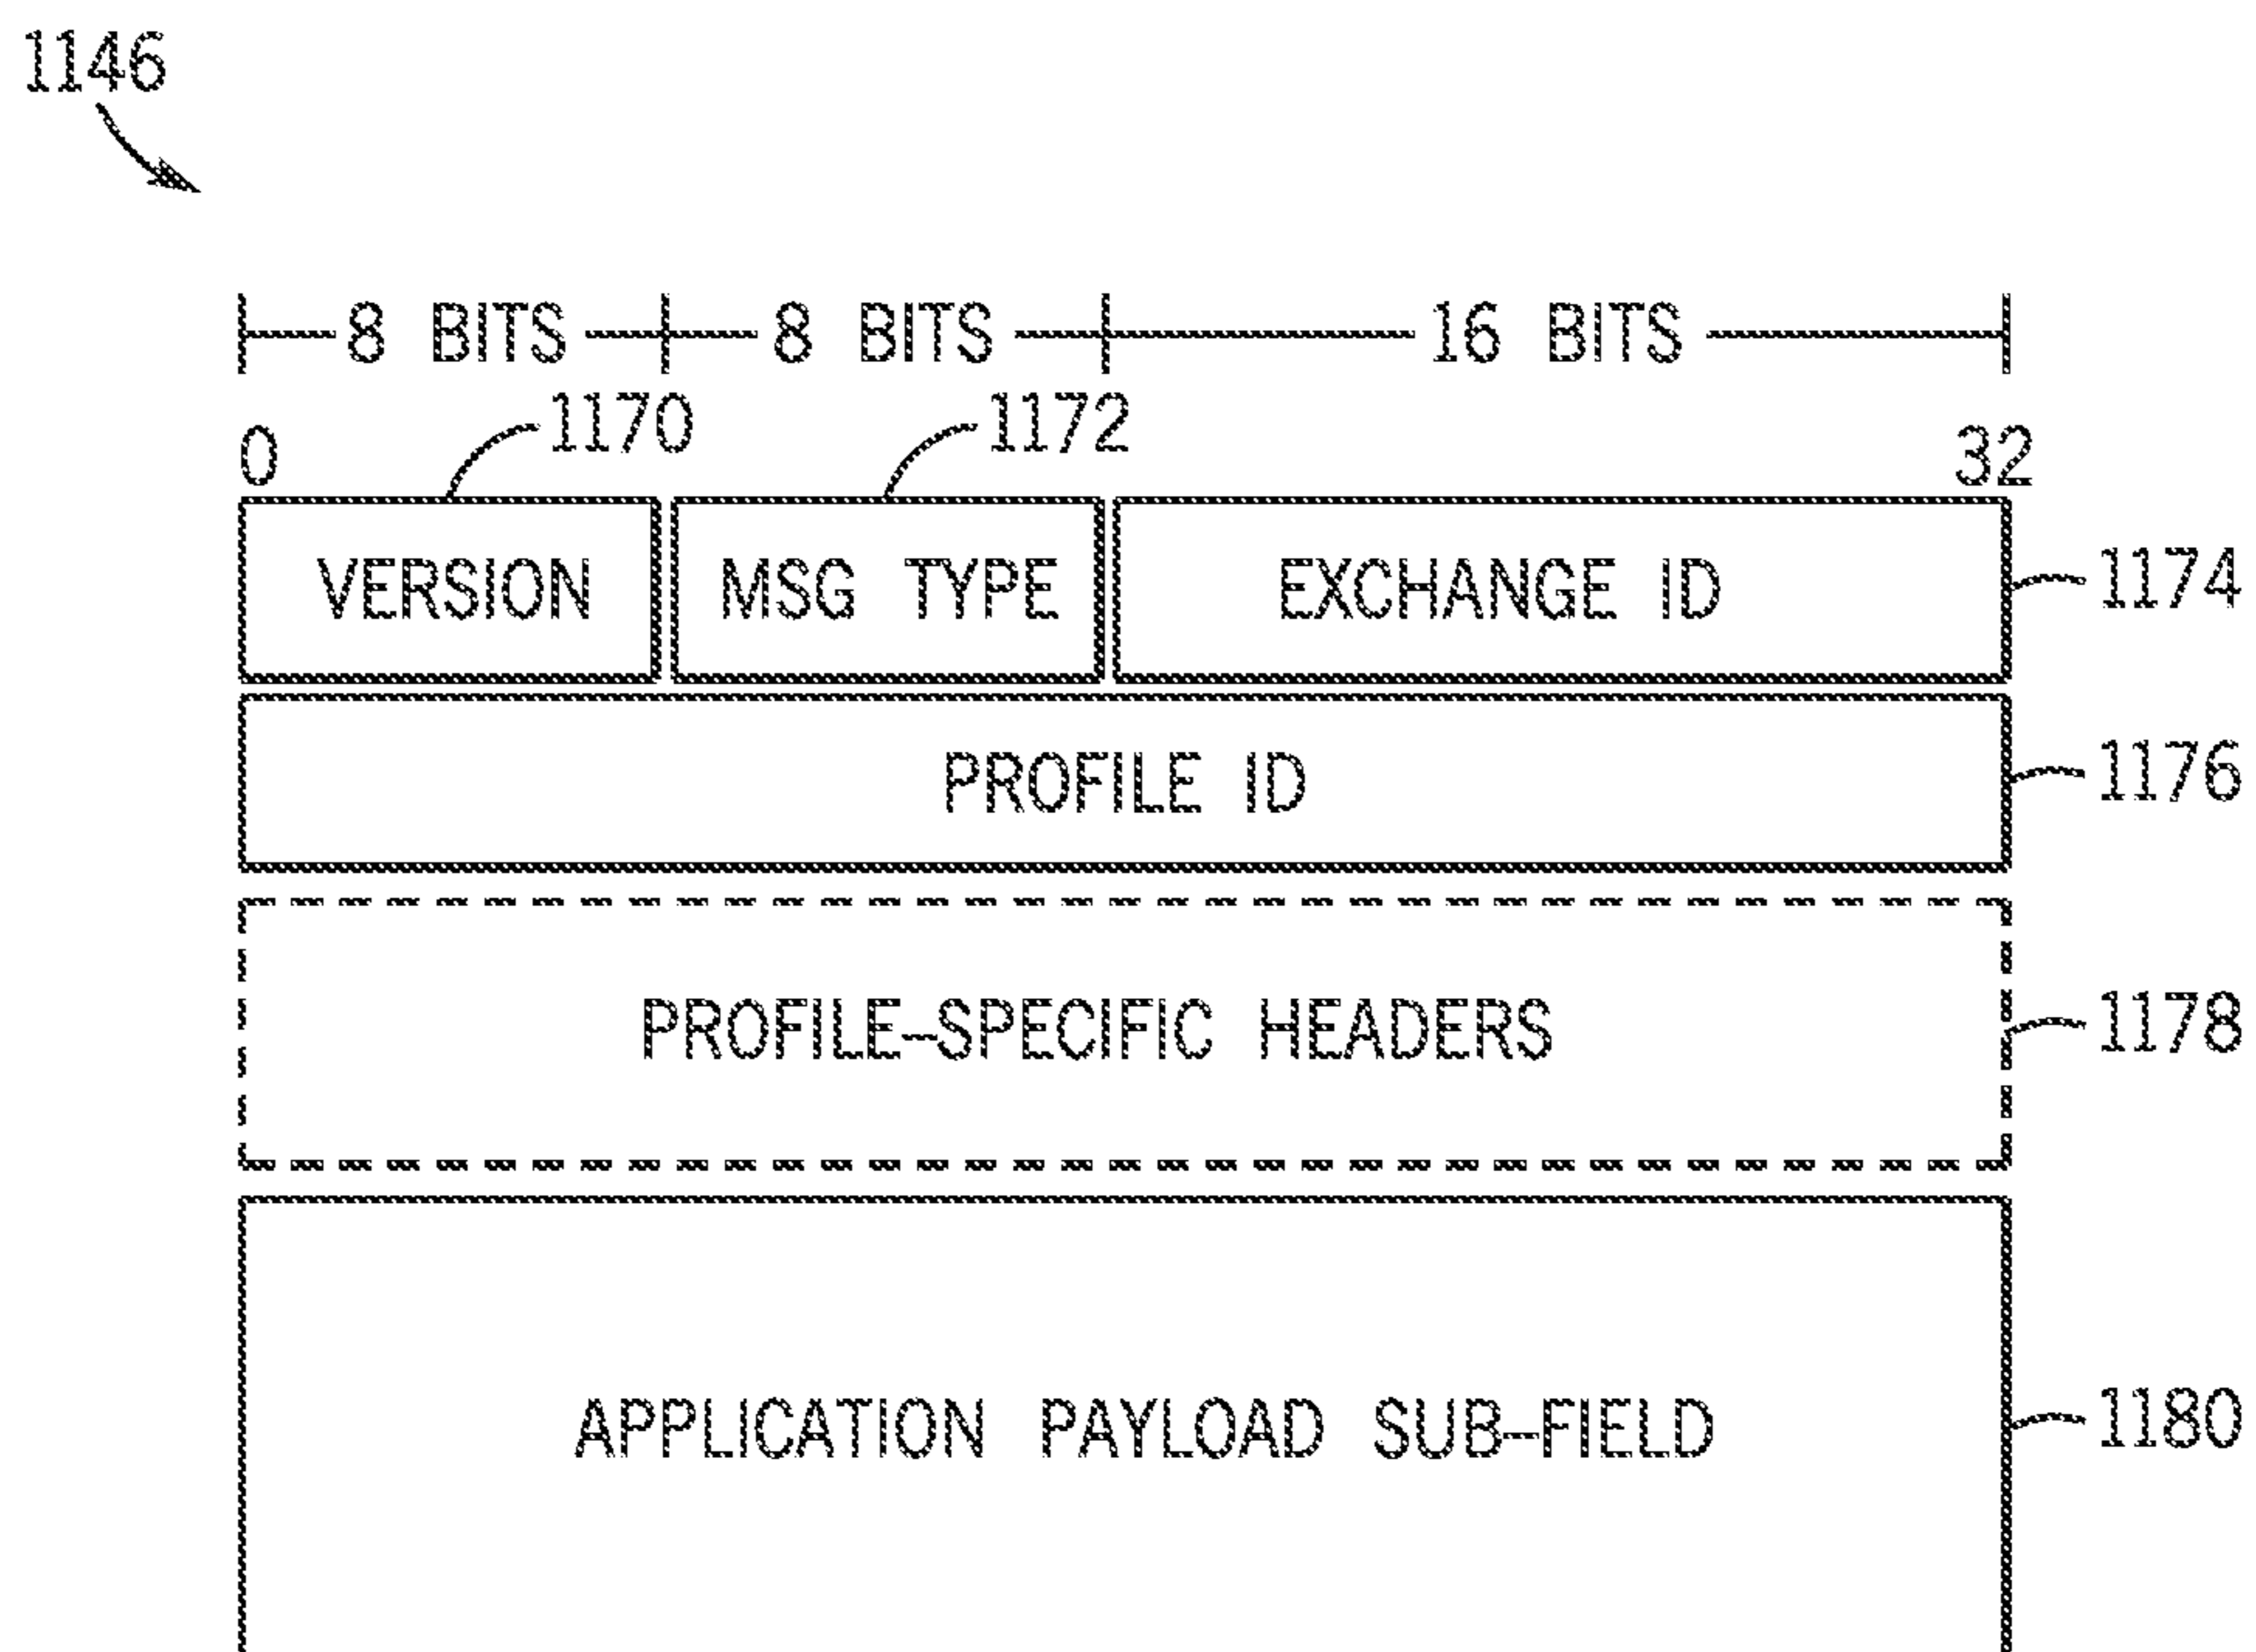 1146
8 BITS 8 BITS 16 BITS
1170 1172
0 32
VERSION MSG TYPE EXCHANGE ID 1174
PROFILE ID 1176
PROFILE-SPECIFIC HEADERS 1178
APPLICATION PAYLOAD SUB-FIELD 1180